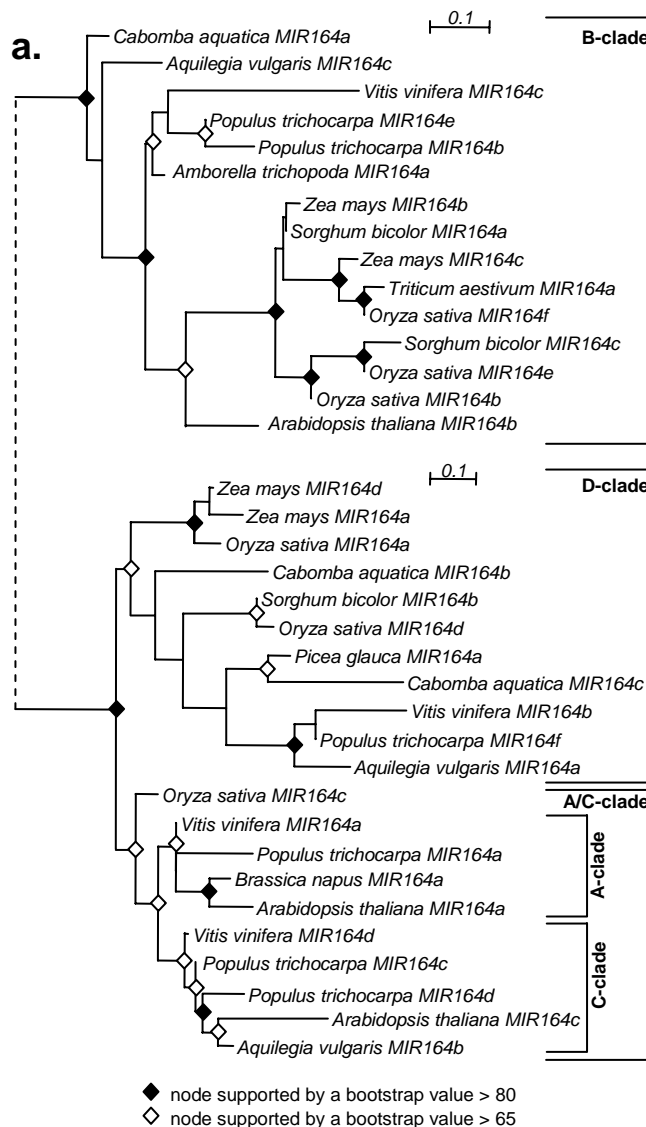 a.
0.1
B-clade
Cabomba aquatica MIR164a
Aquilegia vulgaris MIR164c
Vitis vinifera MIR164c
Populus trichocarpa MIR164e
Populus trichocarpa MIR164b
Amborella trichopoda MIR164a
Zea mays MIR164b
Sorghum bicolor MIR164a
Zea mays MIR164c
Triticum aestivum MIR164a
Oryza sativa MIR164f
Sorghum bicolor MIR164c
Oryza sativa MIR164e
Oryza sativa MIR164b
Arabidopsis thaliana MIR164b
0.1
D-clade
Zea mays MIR164d
Zea mays MIR164a
Oryza sativa MIR164a
Cabomba aquatica MIR164b
Sorghum bicolor MIR164b
Oryza sativa MIR164d
Picea glauca MIR164a
Cabomba aquatica MIR164c
Vitis vinifera MIR164b
Populus trichocarpa MIR164f
Aquilegia vulgaris MIR164a
A/C-clade
Oryza sativa MIR164c
Vitis vinifera MIR164a
Populus trichocarpa MIR164a
Brassica napus MIR164a
Arabidopsis thaliana MIR164a
A-clade
Vitis vinifera MIR164d
Populus trichocarpa MIR164c
Populus trichocarpa MIR164d
Arabidopsis thaliana MIR164c
Aquilegia vulgaris MIR164b
C-clade
node supported by a bootstrap value > 80
node supported by a bootstrap value > 65